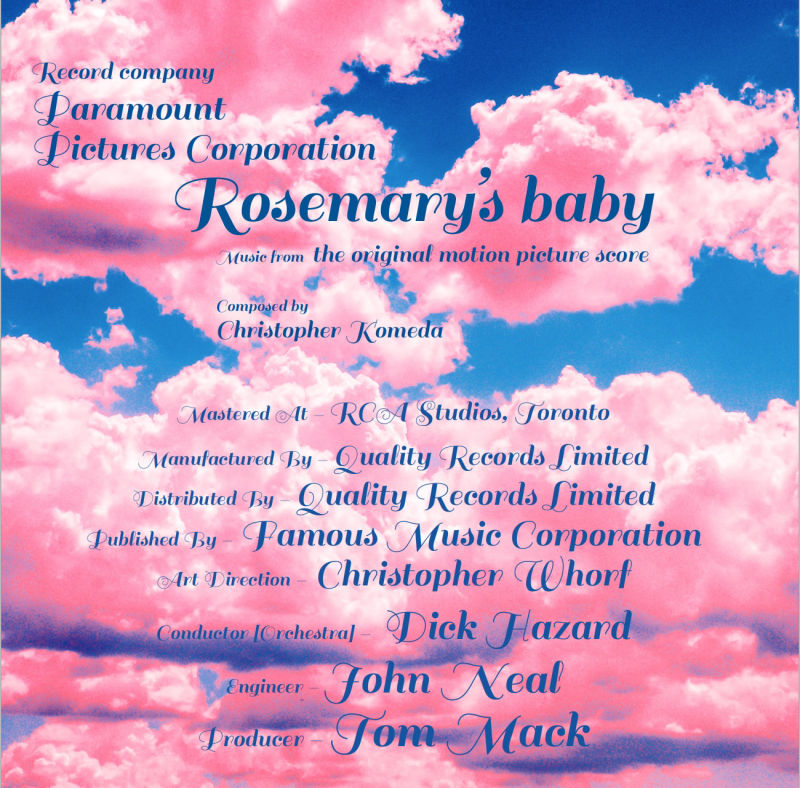 Record company
Paramount
Pictures Corporation
Rosemary's baby
Music from the original motion picture score
Composed by
Christopher Komeda
Mastered At – RCA Studios, Toronto
Manufactured By – Quality Records Limited
Distributed By – Quality Records Limited
Published By – Famous Music Corporation
Art Direction – Christopher Whorf
Conductor [Orchestra] – Dick Hazard
Engineer – John Neal
Producer – Tom Mack